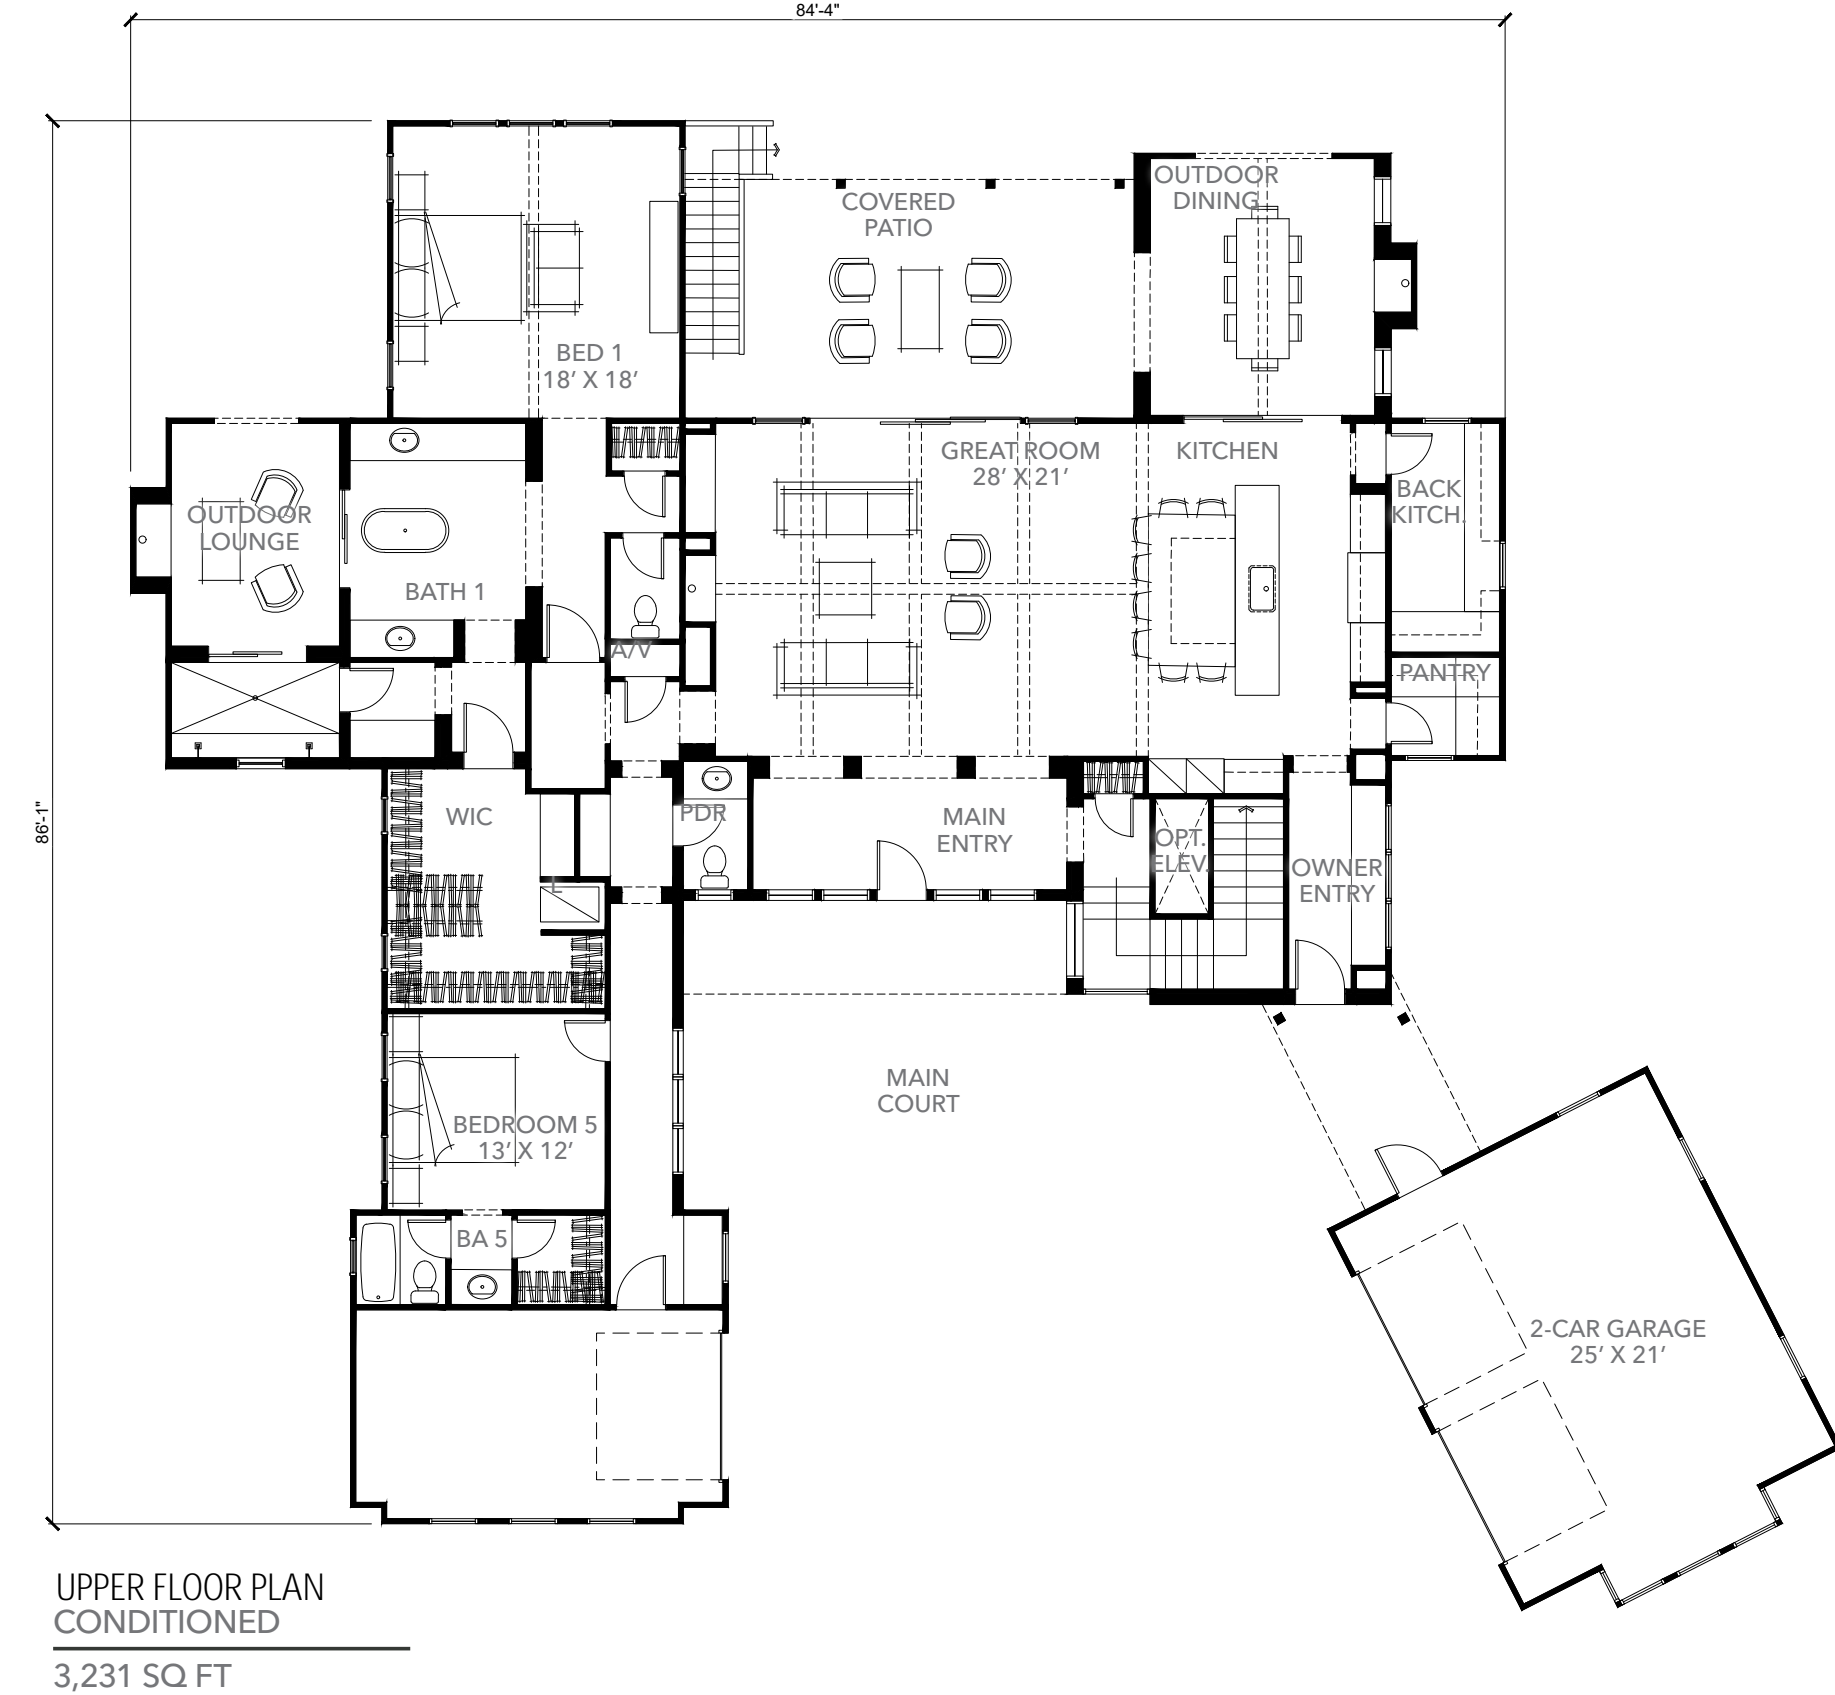 84'-4"
OUTDOOR
DINING
COVERED
PATIO
BED 1
18’ X 18’
GREAT ROOM
28’ X 21’
KITCHEN
BACK
KITCH.
OUTDOOR
LOUNGE
BATH 1
A/V
PANTRY
86'-1"
WIC
PDR
MAIN
ENTRY
OPT.
ELEV.
OWNER
ENTRY
L
MAIN
COURT
BEDROOM 5
13’ X 12’
BA 5
2-CAR GARAGE
25’ X 21’
UPPER FLOOR PLAN
CONDITIONED
3,231 SQ FT